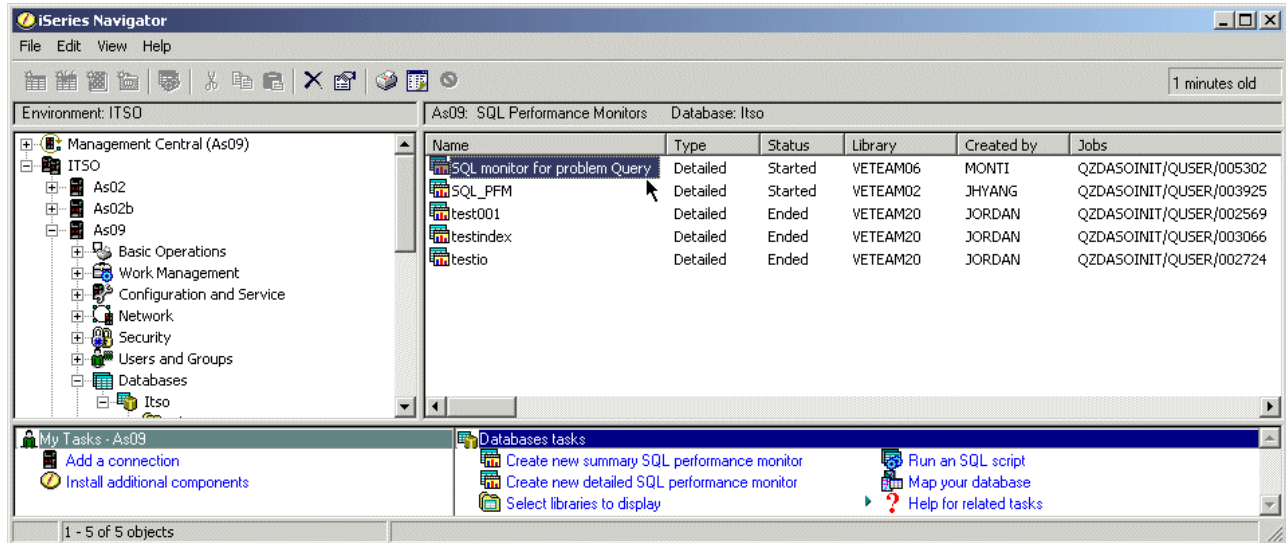 iSeries Navigator
File Edit View Help
1 minutes old
Environment: ITSO
As09: SQL Performance Monitors Database: Itso
Management Central (As09)
ITSO
As02
As02b
As09
Basic Operations
Work Management
Configuration and Service
Network
Security
Users and Groups
Databases
Itso
Name Type Status Library Created by Jobs
SQL monitor for problem Query Detailed Started VETEAM06 MONTI QZDASOINIT/QUSER/005302
SQL_PFM Detailed Started VETEAM02 JHYANG QZDASOINIT/QUSER/003925
test001 Detailed Ended VETEAM20 JORDAN QZDASOINIT/QUSER/002569
testindex Detailed Ended VETEAM20 JORDAN QZDASOINIT/QUSER/003066
testio Detailed Ended VETEAM20 JORDAN QZDASOINIT/QUSER/002724
My Tasks - As09
Add a connection
Install additional components
Databases tasks
Create new summary SQL performance monitor
Create new detailed SQL performance monitor
Select libraries to display
Run an SQL script
Map your database
Help for related tasks
1 - 5 of 5 objects